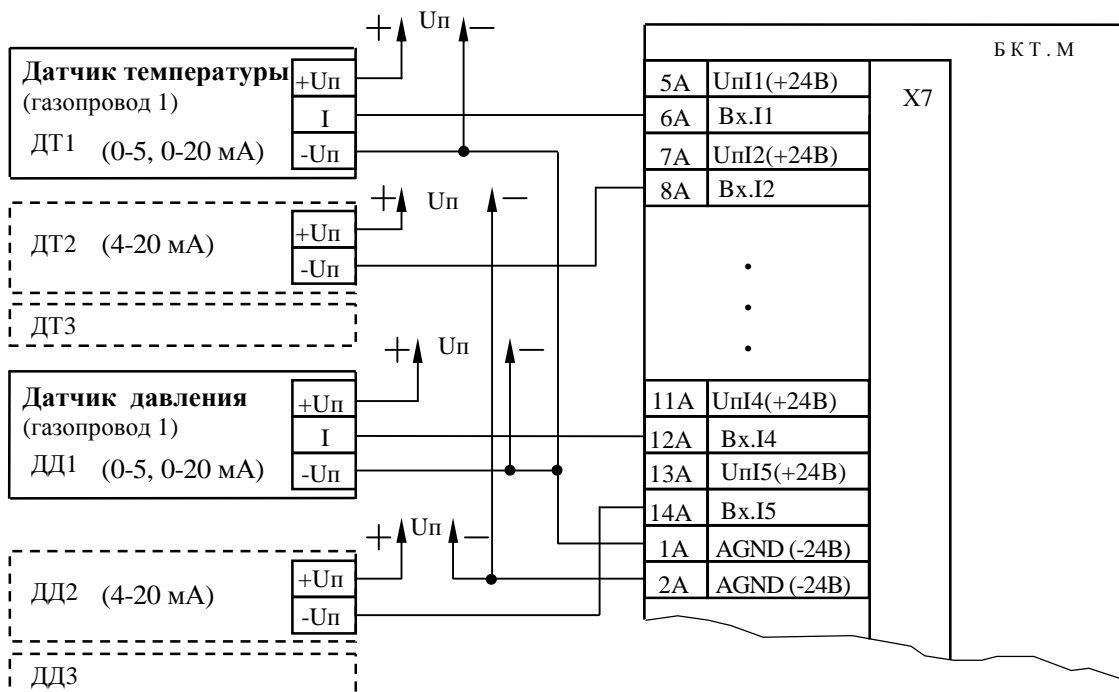 + Uп −
Датчик температуры
(газопровод 1)
ДТ1 (0-5, 0-20 мА)
+Uп
I
-Uп
+ Uп −
ДТ2 (4-20 мА)
+Uп
-Uп
ДТ3
+ Uп −
Датчик давления
(газопровод 1)
ДД1 (0-5, 0-20 мА)
+Uп
I
-Uп
+ Uп −
ДД2 (4-20 мА)
+Uп
-Uп
ДД3
БКТ.М
X7
5А UпI1(+24В)
6А Вх.I1
7А UпI2(+24В)
8А Вх.I2
11А UпI4(+24В)
12А Вх.I4
13А UпI5(+24В)
14А Вх.I5
1А AGND (-24В)
2А AGND (-24В)